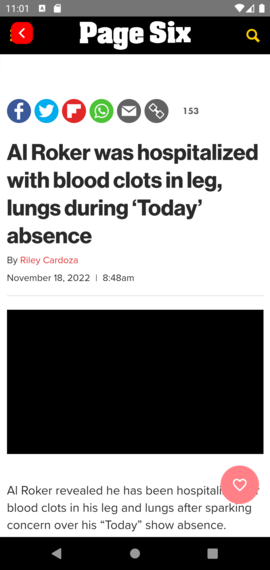 11:01
Page Six
153
Al Roker was hospitalized
with blood clots in leg,
lungs during ‘Today’
absence
By Riley Cardoza
November 18, 2022 | 8:48am
Al Roker revealed he has been
blood clots in his leg and lungs after sparking
concern over his “Today” show absence.